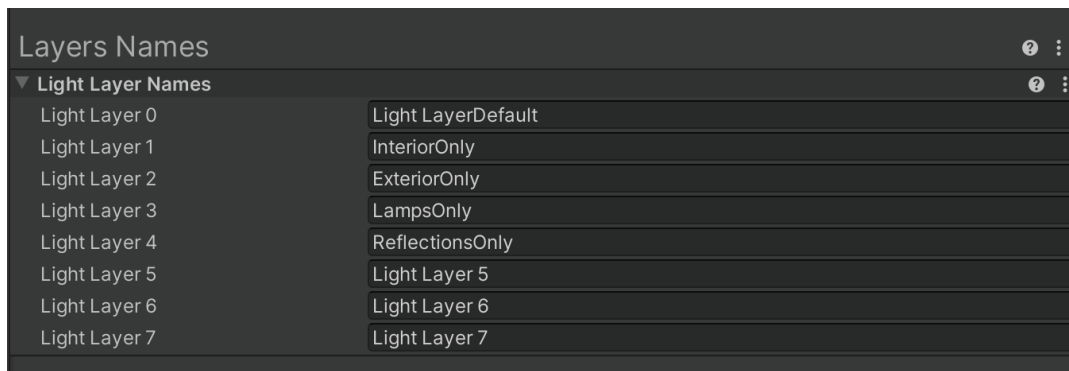 Layers Names
Light Layer Names
Light Layer 0 Light LayerDefault
Light Layer 1 InteriorOnly
Light Layer 2 ExteriorOnly
Light Layer 3 LampsOnly
Light Layer 4 ReflectionsOnly
Light Layer 5 Light Layer 5
Light Layer 6 Light Layer 6
Light Layer 7 Light Layer 7